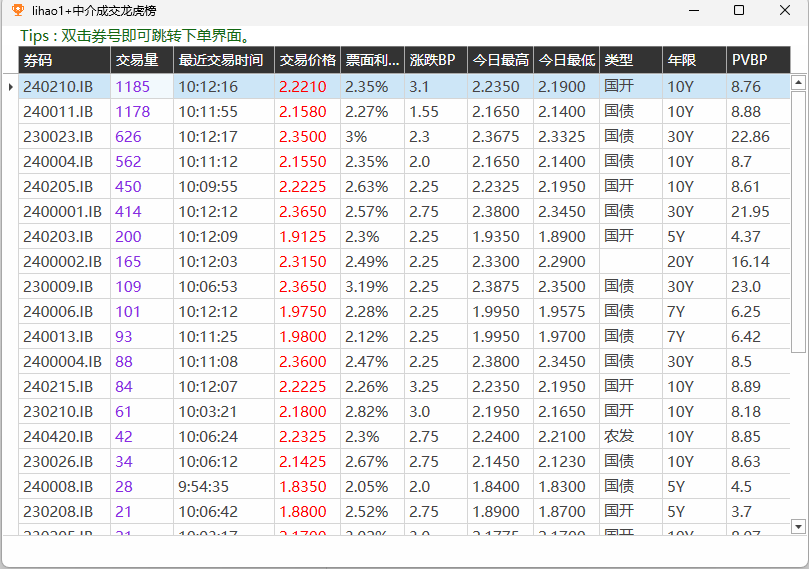 lihao1+中介成交龙虎榜
Tips : 双击券号即可跳转下单界面。
券码 交易量 最近交易时间 交易价格 票面利... 涨跌BP 今日最高 今日最低 类型 年限 PVBP
240210.IB 1185 10:12:16 2.2210 2.35% 3.1 2.2350 2.1900 国开 10Y 8.76
240011.IB 1178 10:11:55 2.1580 2.27% 1.55 2.1650 2.1400 国债 10Y 8.88
230023.IB 626 10:12:17 2.3500 3% 2.3 2.3675 2.3325 国债 30Y 22.86
240004.IB 562 10:11:12 2.1550 2.35% 2.0 2.1650 2.1400 国债 10Y 8.7
240205.IB 450 10:09:55 2.2225 2.63% 2.25 2.2325 2.1950 国开 10Y 8.61
2400001.IB 414 10:12:12 2.3650 2.57% 2.75 2.3800 2.3450 国债 30Y 21.95
240203.IB 200 10:12:09 1.9125 2.3% 2.25 1.9350 1.8900 国开 5Y 4.37
2400002.IB 165 10:12:03 2.3150 2.49% 2.25 2.3300 2.2900 20Y 16.14
230009.IB 109 10:06:53 2.3650 3.19% 2.25 2.3875 2.3500 国债 30Y 23.0
240006.IB 101 10:12:12 1.9750 2.28% 2.25 1.9950 1.9575 国债 7Y 6.25
240013.IB 93 10:11:25 1.9800 2.12% 2.25 1.9950 1.9700 国债 7Y 6.42
2400004.IB 88 10:11:08 2.3600 2.47% 2.25 2.3800 2.3450 国债 30Y 8.5
240215.IB 84 10:12:07 2.2225 2.26% 3.25 2.2350 2.1950 国开 10Y 8.89
230210.IB 61 10:03:21 2.1800 2.82% 3.0 2.1950 2.1650 国开 10Y 8.18
240420.IB 42 10:06:24 2.2325 2.3% 2.75 2.2400 2.2100 农发 10Y 8.85
230026.IB 34 10:06:12 2.1425 2.67% 2.75 2.1450 2.1230 国债 10Y 8.63
240008.IB 28 9:54:35 1.8350 2.05% 2.0 1.8400 1.8300 国债 5Y 4.5
230208.IB 21 10:06:42 1.8800 2.52% 2.75 1.8900 1.8700 国开 5Y 3.7